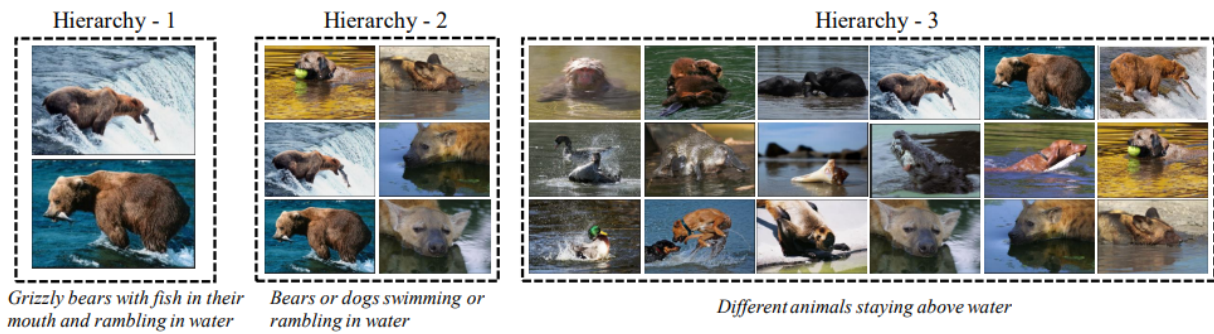 Hierarchy - 1
Hierarchy - 2
Hierarchy - 3
Grizzly bears with fish in their
mouth and rambling in water
Bears or dogs swimming or
rambling in water
Different animals staying above water